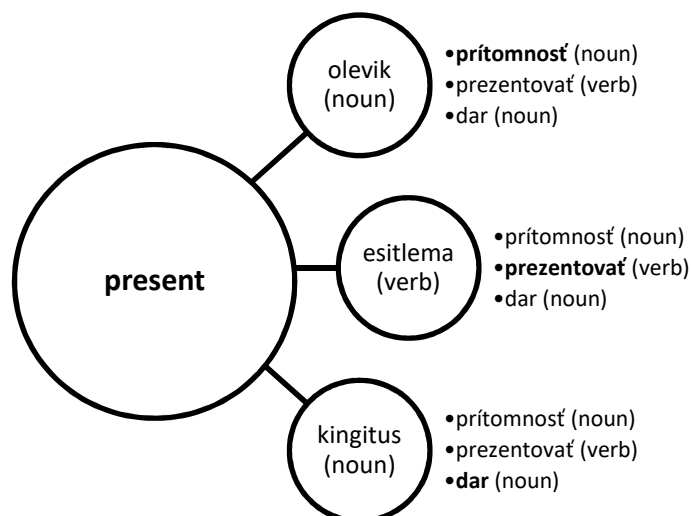 present
olevik
(noun)
•prítomnosť (noun)
•prezentovať (verb)
•dar (noun)
esitlema
(verb)
•prítomnosť (noun)
•prezentovať (verb)
•dar (noun)
kingitus
(noun)
•prítomnosť (noun)
•prezentovať (verb)
•dar (noun)